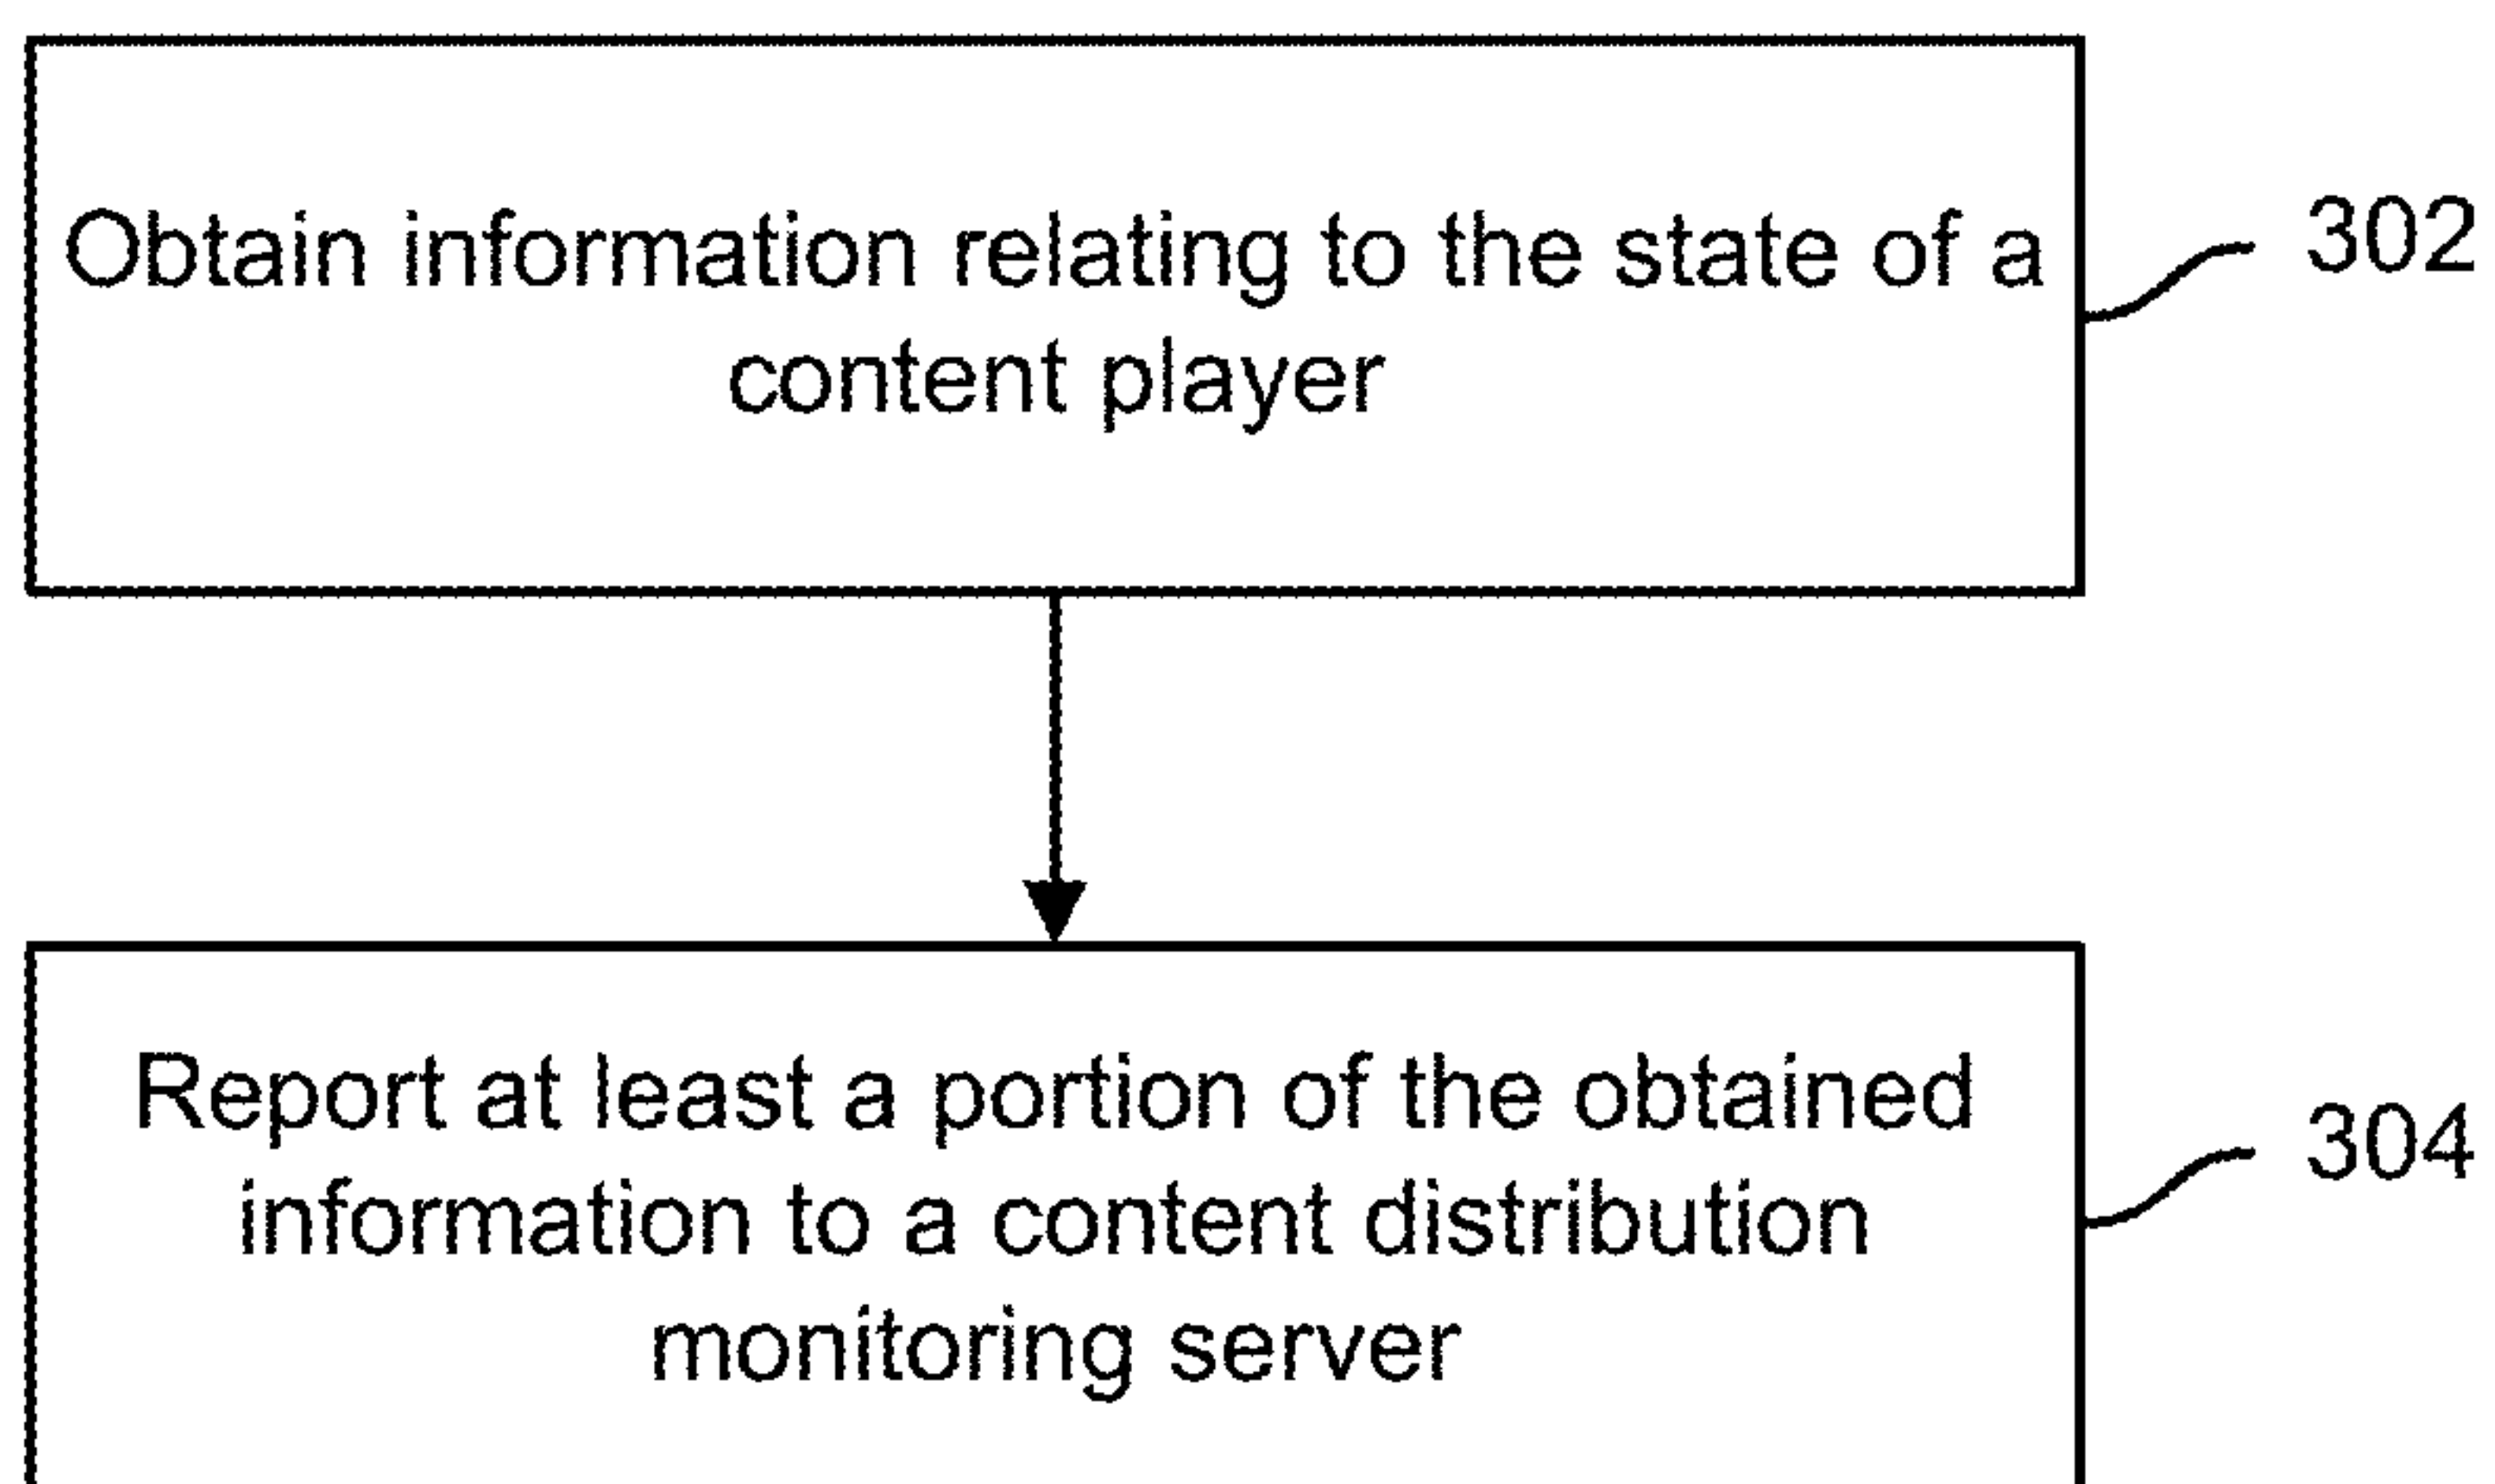 Obtain information relating to the state of a
content player
302
Report at least a portion of the obtained
information to a content distribution
monitoring server
304